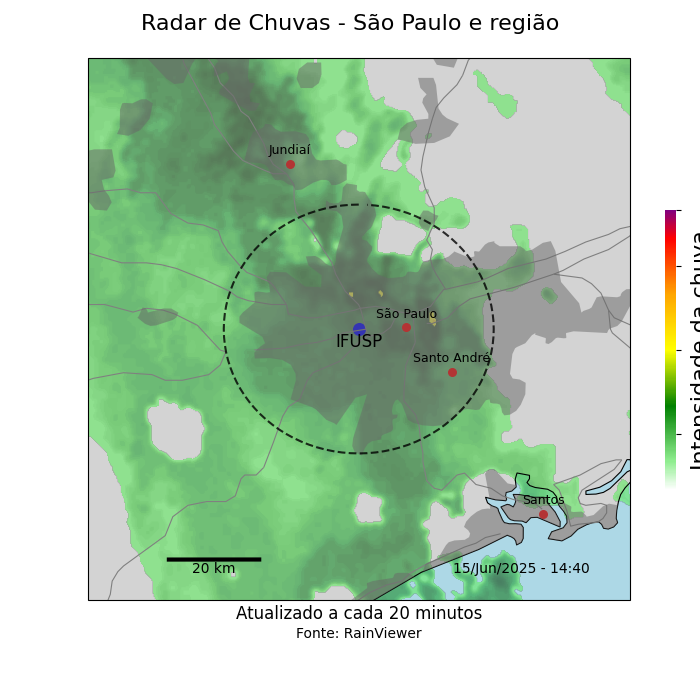 Radar de Chuvas - São Paulo e região
Jundiaí
São Paulo
IFUSP
Santo André
Santos
20 km
15/Jun/2025 - 14:40
Intensidade da chuva
Atualizado a cada 20 minutos
Fonte: RainViewer